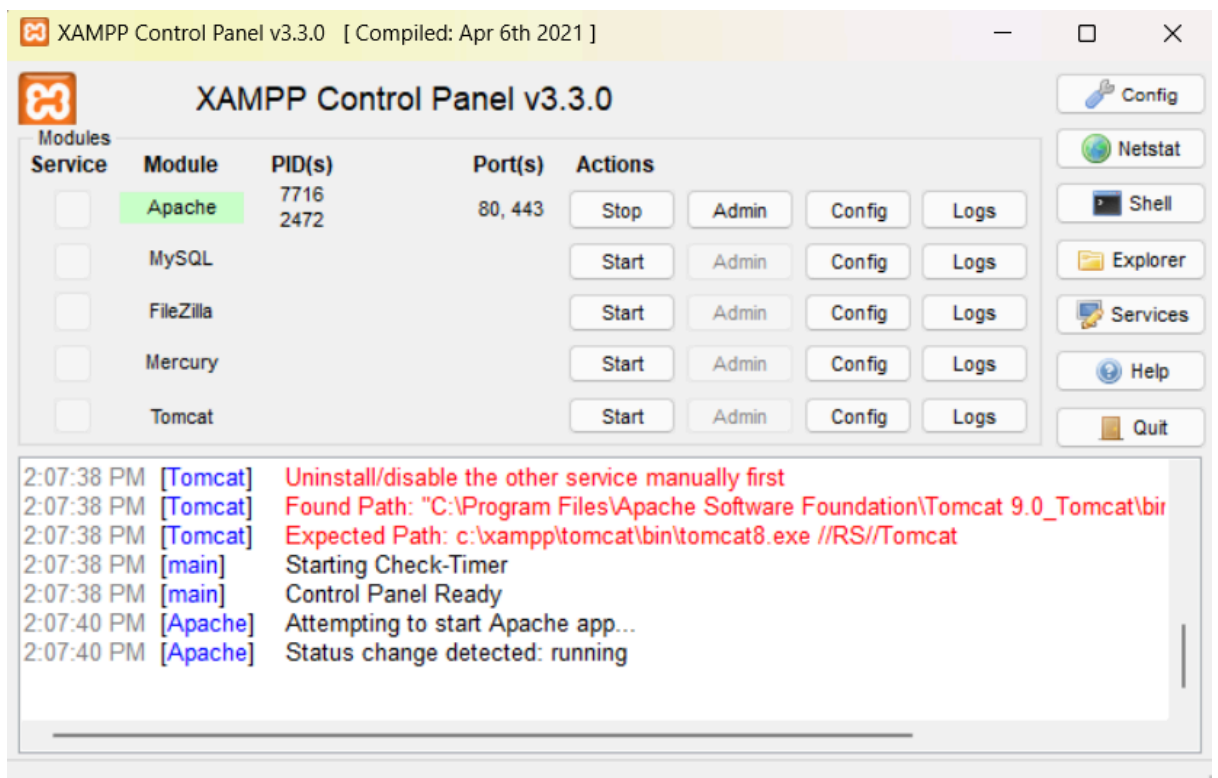 XAMPP Control Panel v3.3.0 [ Compiled: Apr 6th 2021 ]
XAMPP Control Panel v3.3.0
Config
Modules
Service Module PID(s) Port(s) Actions
Netstat
Apache 7716 2472 80, 443 Stop Admin Config Logs
Shell
MySQL Start Admin Config Logs
Explorer
FileZilla Start Admin Config Logs
Services
Mercury Start Admin Config Logs
Help
Tomcat Start Admin Config Logs
Quit
2:07:38 PM [Tomcat] Uninstall/disable the other service manually first
2:07:38 PM [Tomcat] Found Path: "C:\Program Files\Apache Software Foundation\Tomcat 9.0_Tomcat\bin
2:07:38 PM [Tomcat] Expected Path: c:\xampp\tomcat\bin\tomcat8.exe //RS//Tomcat
2:07:38 PM [main] Starting Check-Timer
2:07:38 PM [main] Control Panel Ready
2:07:40 PM [Apache] Attempting to start Apache app...
2:07:40 PM [Apache] Status change detected: running